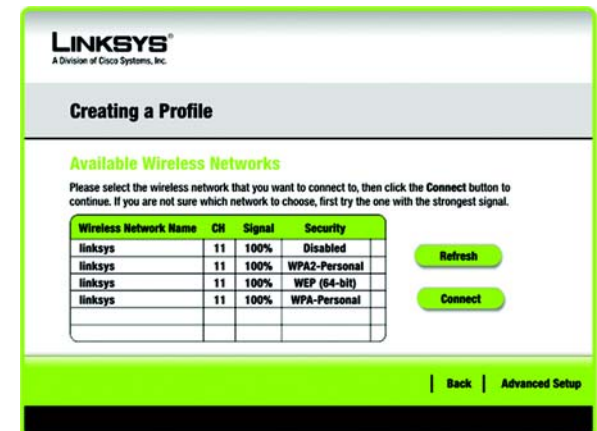 LINKSYS®
A Division of Cisco Systems, Inc.
Creating a Profile
Available Wireless Networks
Please select the wireless network that you want to connect to, then click the Connect button to
continue. If you are not sure which network to choose, first try the one with the strongest signal.
Wireless Network Name CH Signal Security
linksys 11 100% Disabled
linksys 11 100% WPA2-Personal
linksys 11 100% WEP (64-bit)
linksys 11 100% WPA-Personal
Refresh
Connect
Back Advanced Setup